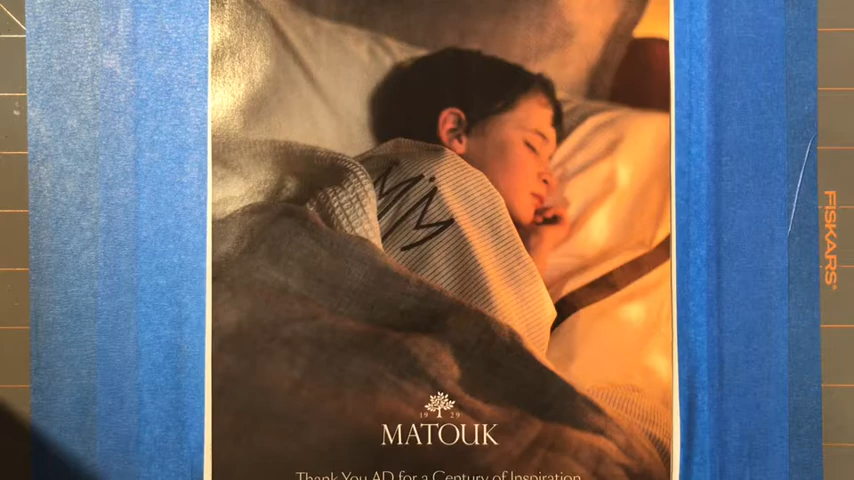 MiM
19 29
MATOUK
Thank You AD for a Century of Inspiration
FISKARS